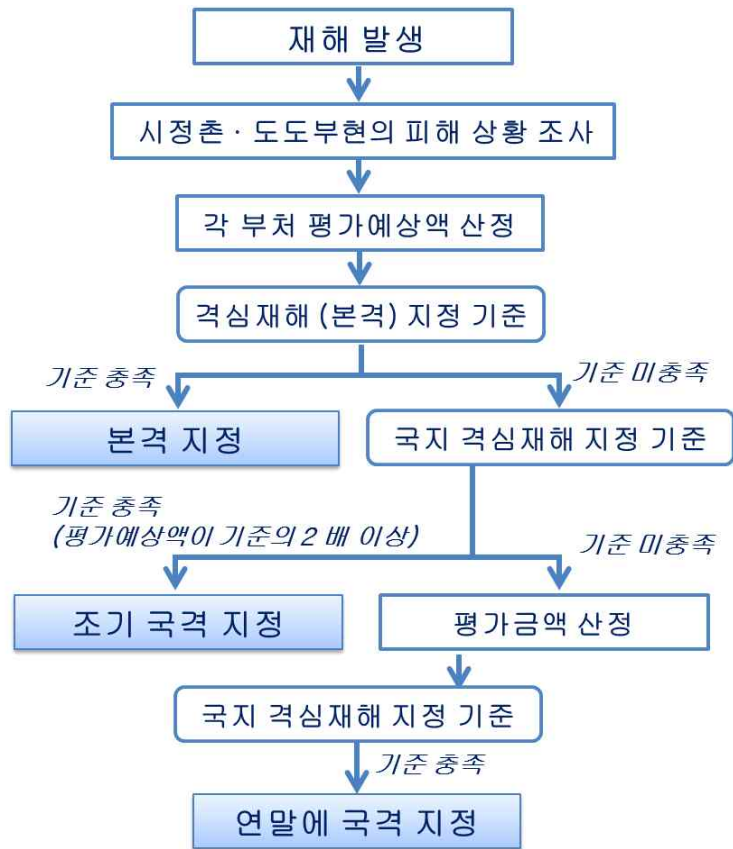 재해 발생
시정촌 · 도도부현의 피해 상황 조사
각 부처 평가예상액 산정
격심재해 (본격) 지정 기준
기준 충족
기준 미충족
본격 지정
국지 격심재해 지정 기준
기준 충족
(평가예상액이 기준의 2 배 이상)
기준 미충족
조기 국격 지정
평가금액 산정
국지 격심재해 지정 기준
기준 충족
연말에 국격 지정